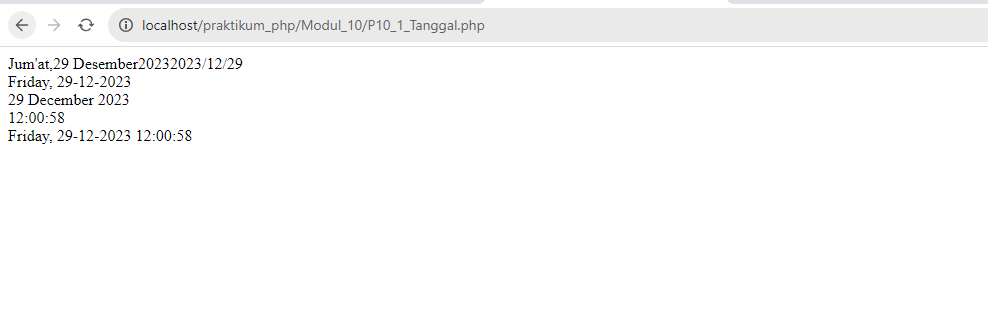 localhost/praktikum_php/Modul_10/P10_1_Tanggal.php
Jum'at,29 Desember20232023/12/29
Friday, 29-12-2023
29 December 2023
12:00:58
Friday, 29-12-2023 12:00:58